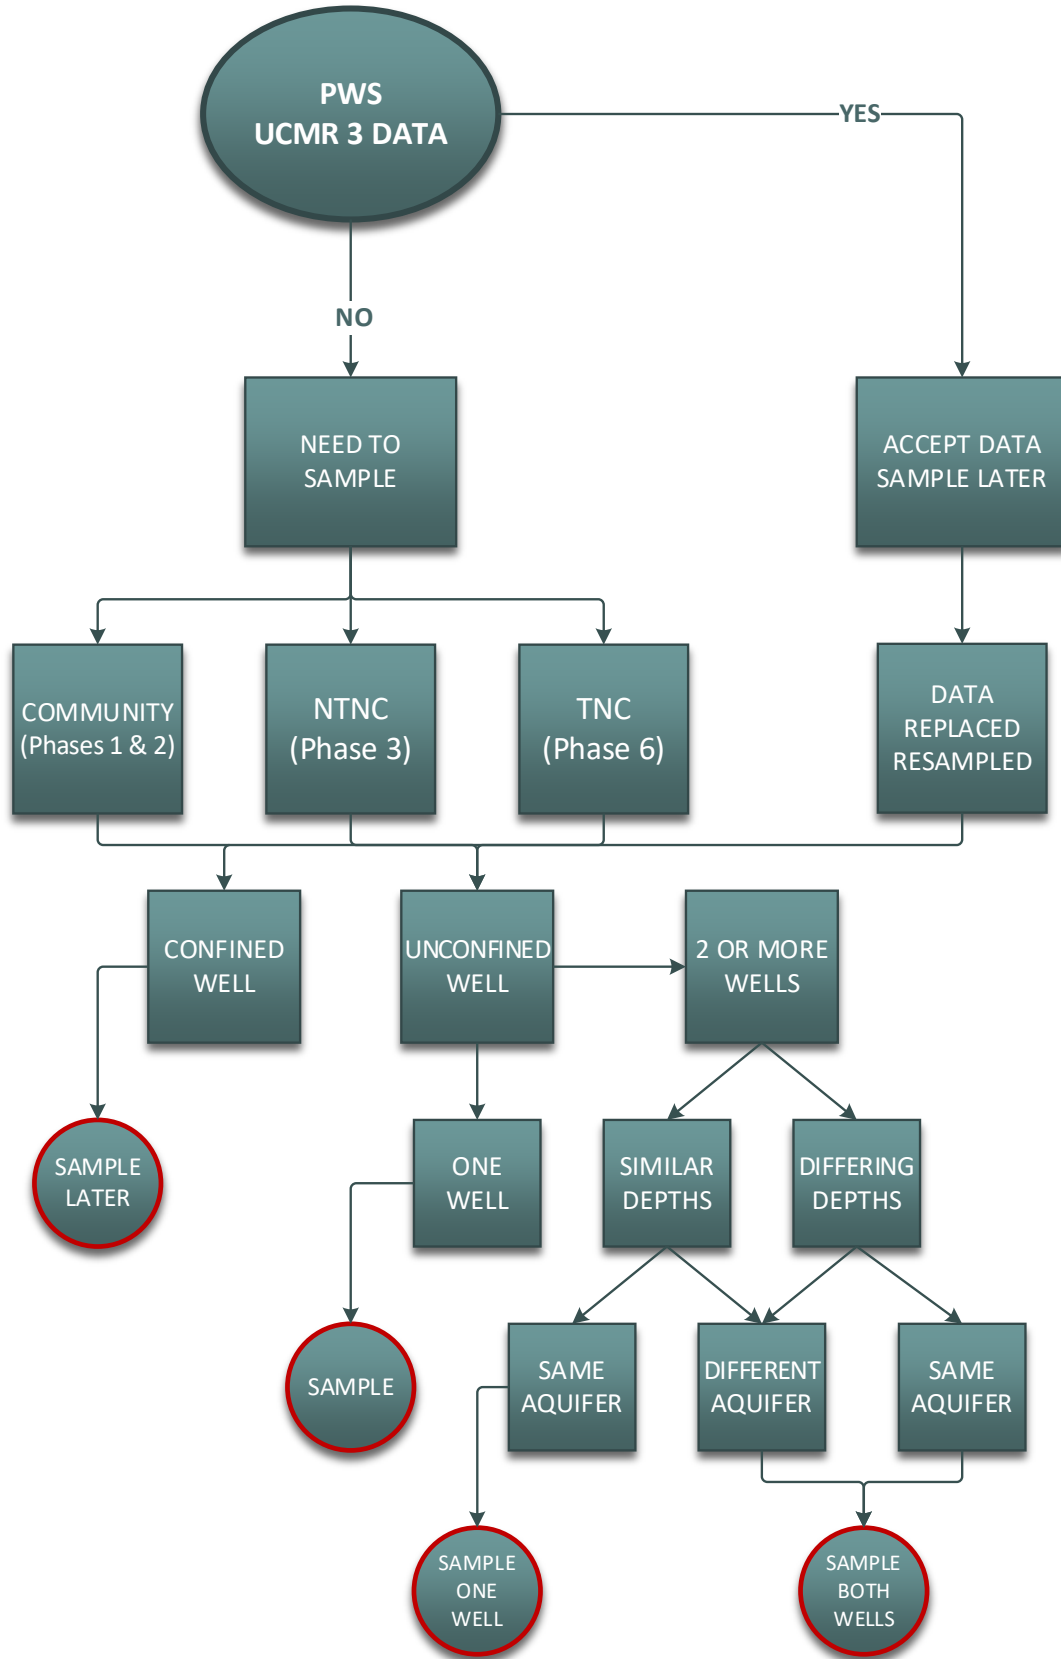 PWS
UCMR 3 DATA
YES
NO
NEED TO
SAMPLE
ACCEPT DATA
SAMPLE LATER
COMMUNITY
(Phases 1 & 2)
NTNC
(Phase 3)
TNC
(Phase 6)
DATA
REPLACED
RESAMPLED
CONFINED
WELL
UNCONFINED
WELL
2 OR MORE
WELLS
SAMPLE
LATER
ONE
WELL
SIMILAR
DEPTHS
DIFFERING
DEPTHS
SAMPLE
SAME
AQUIFER
DIFFERENT
AQUIFER
SAME
AQUIFER
SAMPLE
ONE
WELL
SAMPLE
BOTH
WELLS